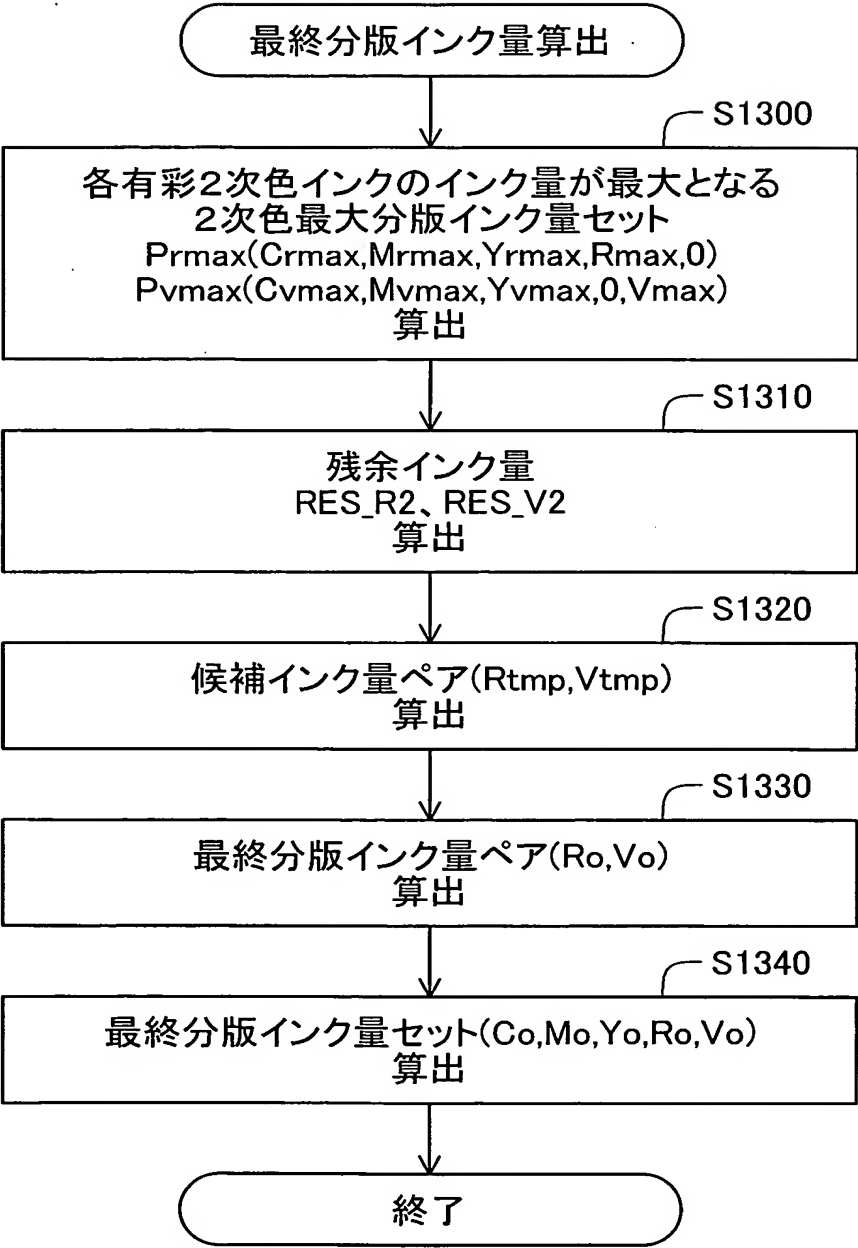 最終分版インク量算出
S1300
各有彩2次色インクのインク量が最大となる
2次色最大分版インク量セット
Prmax(Crmax,Mrmax,Yrmax,Rmax,0)
Pvmax(Cvmax,Mvmax,Yvmax,0,Vmax)
算出
S1310
残余インク量
RES_R2、RES_V2
算出
S1320
候補インク量ペア(Rtmp,Vtmp)
算出
S1330
最終分版インク量ペア(Ro,Vo)
算出
S1340
最終分版インク量セット(Co,Mo,Yo,Ro,Vo)
算出
終了